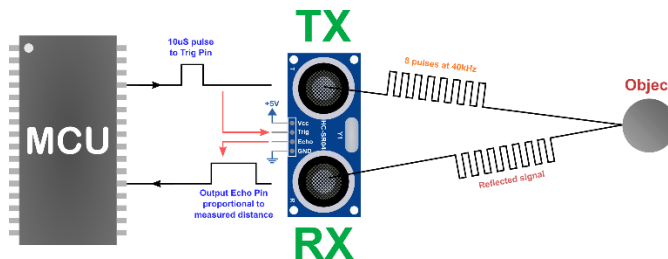 TX
10uS pulse
to Trig Pin
8 pulses at 40kHz
Objec
+5V
T
Vcc
Trig
Echo
GND
HC-SR04
Y1
MCU
Reflected signal
Output Echo Pin
proportional to
measured distance
R
RX